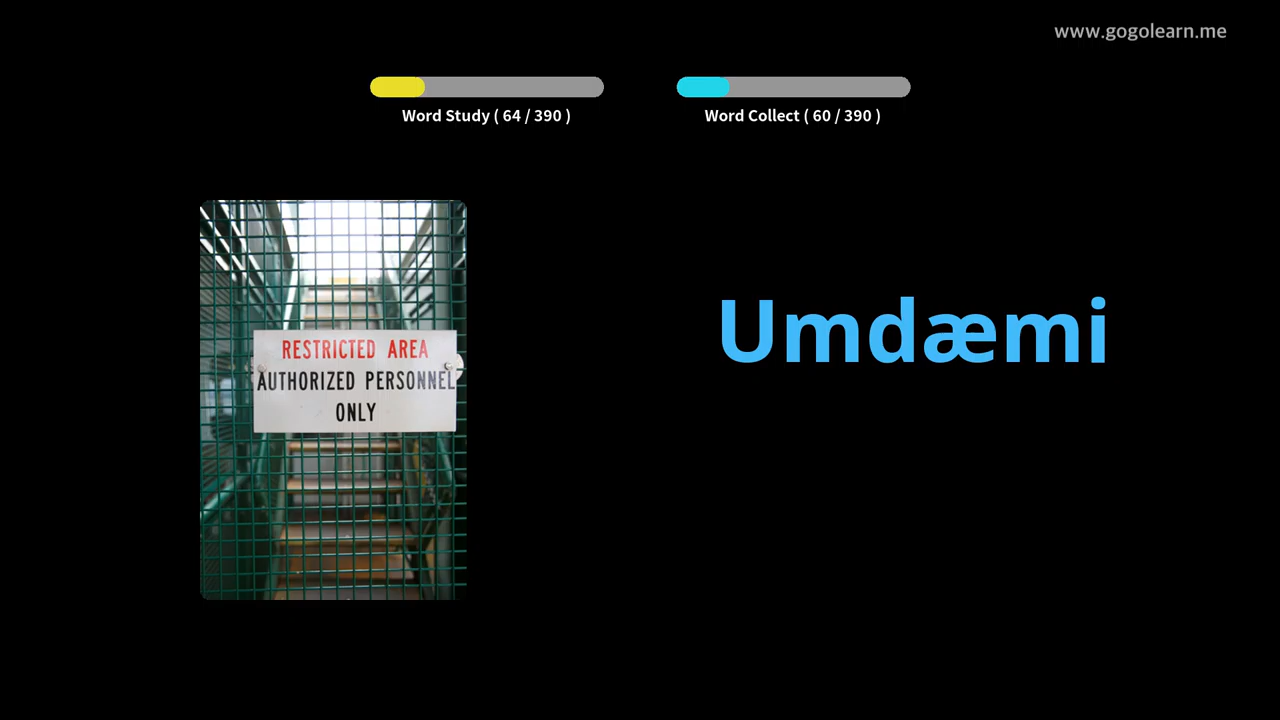 www.gogolearn.me
Word Study ( 64 / 390 )
Word Collect ( 60 / 390 )
RESTRICTED AREA
AUTHORIZED PERSONNEL
ONLY
Umdæmi